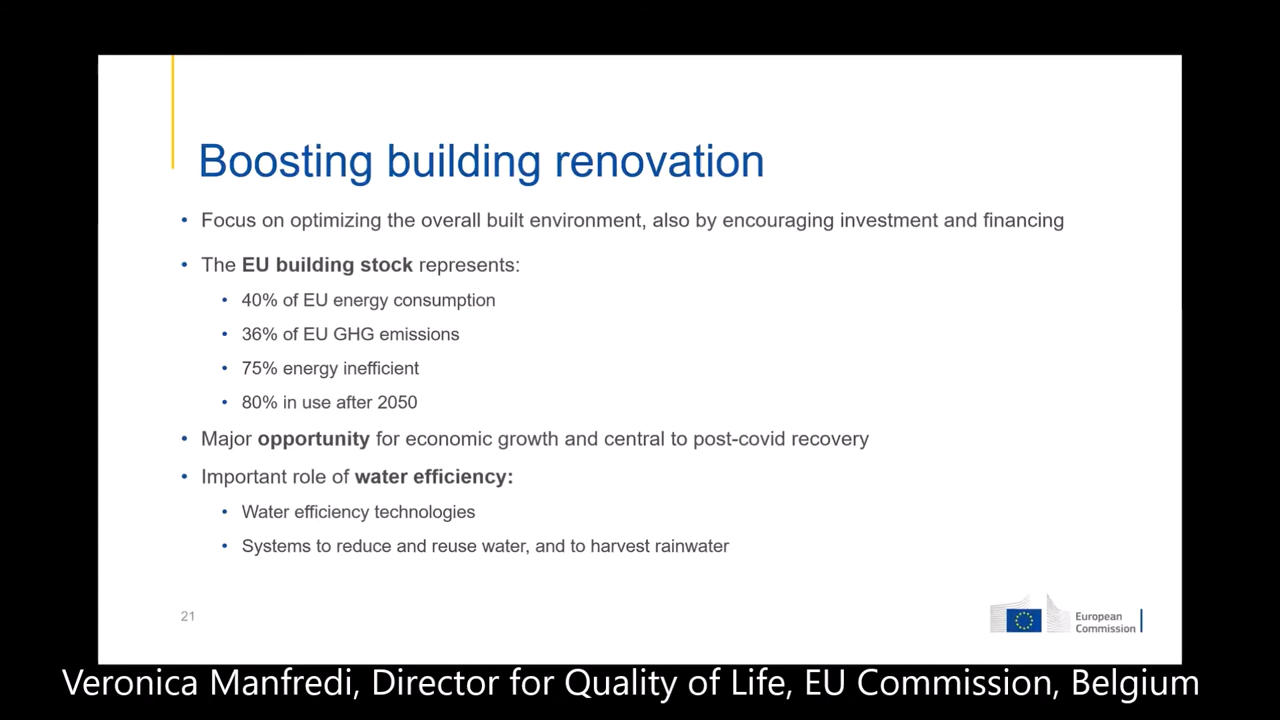 Boosting building renovation
• Focus on optimizing the overall built environment, also by encouraging investment and financing
• The EU building stock represents:
• 40% of EU energy consumption
• 36% of EU GHG emissions
• 75% energy inefficient
• 80% in use after 2050
• Major opportunity for economic growth and central to post-covid recovery
• Important role of water efficiency:
• Water efficiency technologies
• Systems to reduce and reuse water, and to harvest rainwater
21
European
Commission
Veronica Manfredi, Director for Quality of Life, EU Commission, Belgium